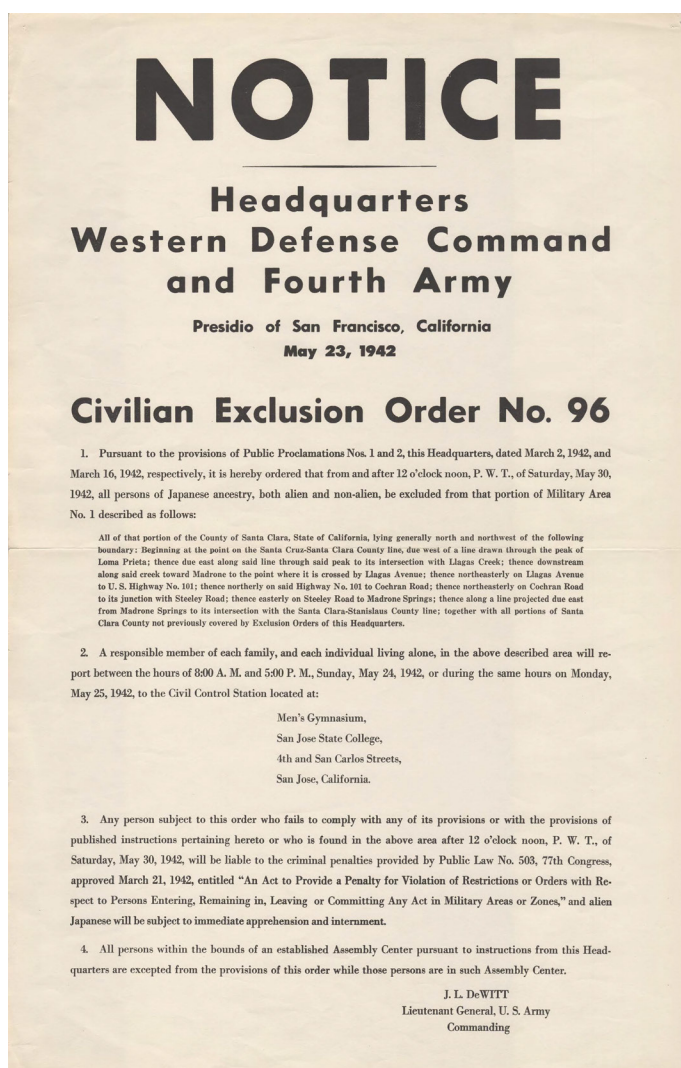 NOTICE
Headquarters
Western Defense Command
and Fourth Army
Presidio of San Francisco, California
May 23, 1942
Civilian Exclusion Order No. 96
1. Pursuant to the provisions of Public Proclamations Nos. 1 and 2, this Headquarters, dated March 2, 1942, and
March 16, 1942, respectively, it is hereby ordered that from and after 12 o'clock noon, P. W. T., of Saturday, May 30,
1942, all persons of Japanese ancestry, both alien and non-alien, be excluded from that portion of Military Area
No. 1 described as follows:
All of that portion of the County of Santa Clara, State of California, lying generally north and northwest of the following
boundary: Beginning at the point on the Santa Cruz-Santa Clara County line, due west of a line drawn through the peak of
Loma Prieta; thence due east along said line through said peak to its intersection with Llagas Creek; thence downstream
along said creek toward Madrone to the point where it is crossed by Llagas Avenue; thence northeasterly on Llagas Avenue
to U. S. Highway No. 101; thence northerly on said Highway No. 101 to Cochran Road; thence northeasterly on Cochran Road
to its junction with Steeley Road; thence easterly on Steeley Road to Madrone Springs; thence along a line projected due east
from Madrone Springs to its intersection with the Santa Clara-Stanislaus County line; together with all portions of Santa
Clara County not previously covered by Exclusion Orders of this Headquarters.
2. A responsible member of each family, and each individual living alone, in the above described area will re-
port between the hours of 8:00 A. M. and 5:00 P. M., Sunday, May 24, 1942, or during the same hours on Monday,
May 25, 1942, to the Civil Control Station located at:
Men's Gymnasium,
San Jose State College,
4th and San Carlos Streets,
San Jose, California.
3. Any person subject to this order who fails to comply with any of its provisions or with the provisions of
published instructions pertaining hereto or who is found in the above area after 12 o'clock noon, P. W. T., of
Saturday, May 30, 1942, will be liable to the criminal penalties provided by Public Law No. 503, 77th Congress,
approved March 21, 1942, entitled "An Act to Provide a Penalty for Violation of Restrictions or Orders with Re-
spect to Persons Entering, Remaining in, Leaving or Committing Any Act in Military Areas or Zones," and alien
Japanese will be subject to immediate apprehension and internment.
4. All persons within the bounds of an established Assembly Center pursuant to instructions from this Head-
quarters are excepted from the provisions of this order while those persons are in such Assembly Center.
J. L. DeWITT
Lieutenant General, U. S. Army
Commanding